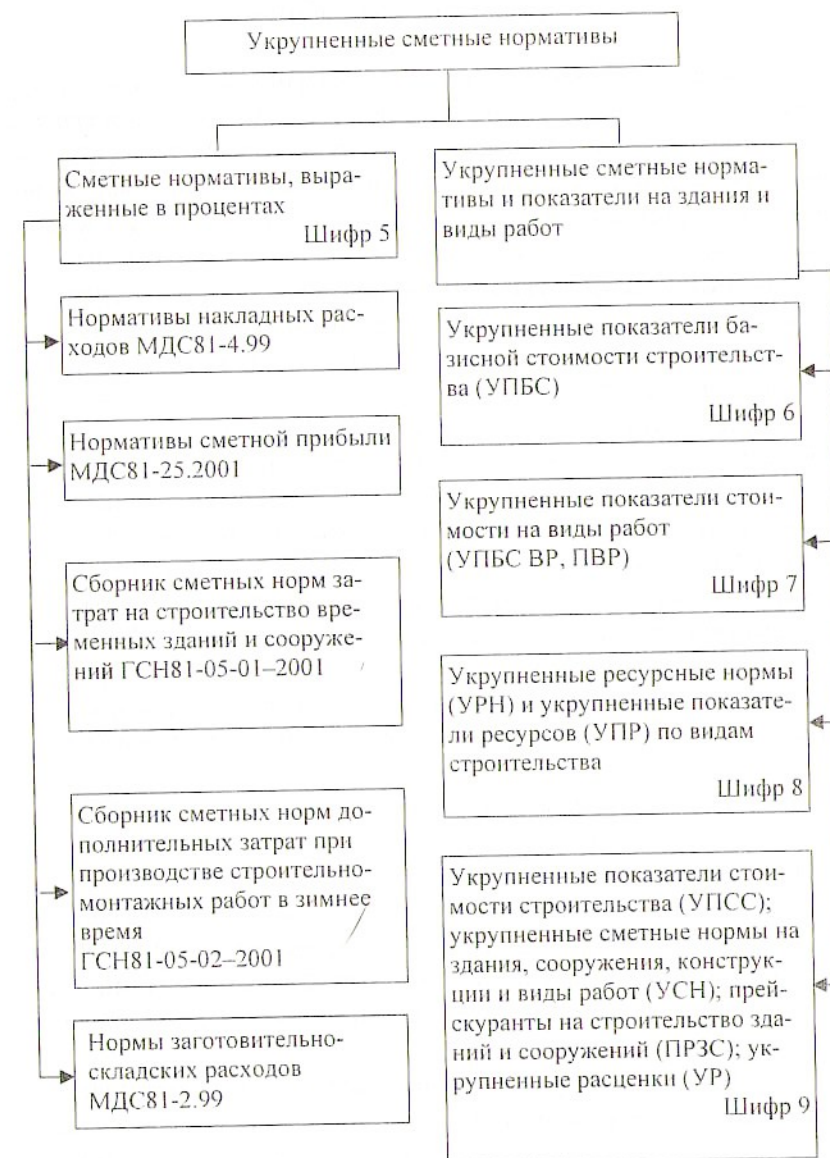 Укрупненные сметные нормативы
Сметные нормативы, выра-
женные в процентах
Шифр 5
Нормативы накладных рас-
ходов МДС81-4.99
Нормативы сметной прибыли
МДС81-25.2001
Сборник сметных норм за-
трат на строительство вре-
менных зданий и сооруже-
ний ГСН81-05-01–2001
Сборник сметных норм до-
полнительных затрат при
производстве строительно-
монтажных работ в зимнее
время
ГСН81-05-02–2001
Нормы заготовительно-
складских расходов
МДС81-2.99
Укрупненные сметные норма-
тивы и показатели на здания и
виды работ
Укрупненные показатели ба-
зисной стоимости строительст-
ва (УПБС)
Шифр 6
Укрупненные показатели стои-
мости на виды работ
(УПБС ВР, ПВР)
Шифр 7
Укрупненные ресурсные нормы
(УРН) и укрупненные показате-
ли ресурсов (УПР) по видам
строительства
Шифр 8
Укрупненные показатели стои-
мости строительства (УПСС);
укрупненные сметные нормы на
здания, сооружения, конструк-
ции и виды работ (УСН); прей-
скуранты на строительство зда-
ний и сооружений (ПРЗС); ук-
рупненные расценки (УР)
Шифр 9